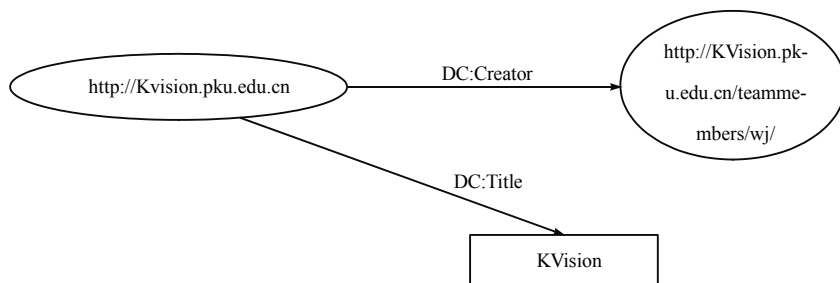 http://Kvision.pku.edu.cn
DC:Creator
http://KVision.pk-
u.edu.cn/teamme-
mbers/wj/
DC:Title
KVision